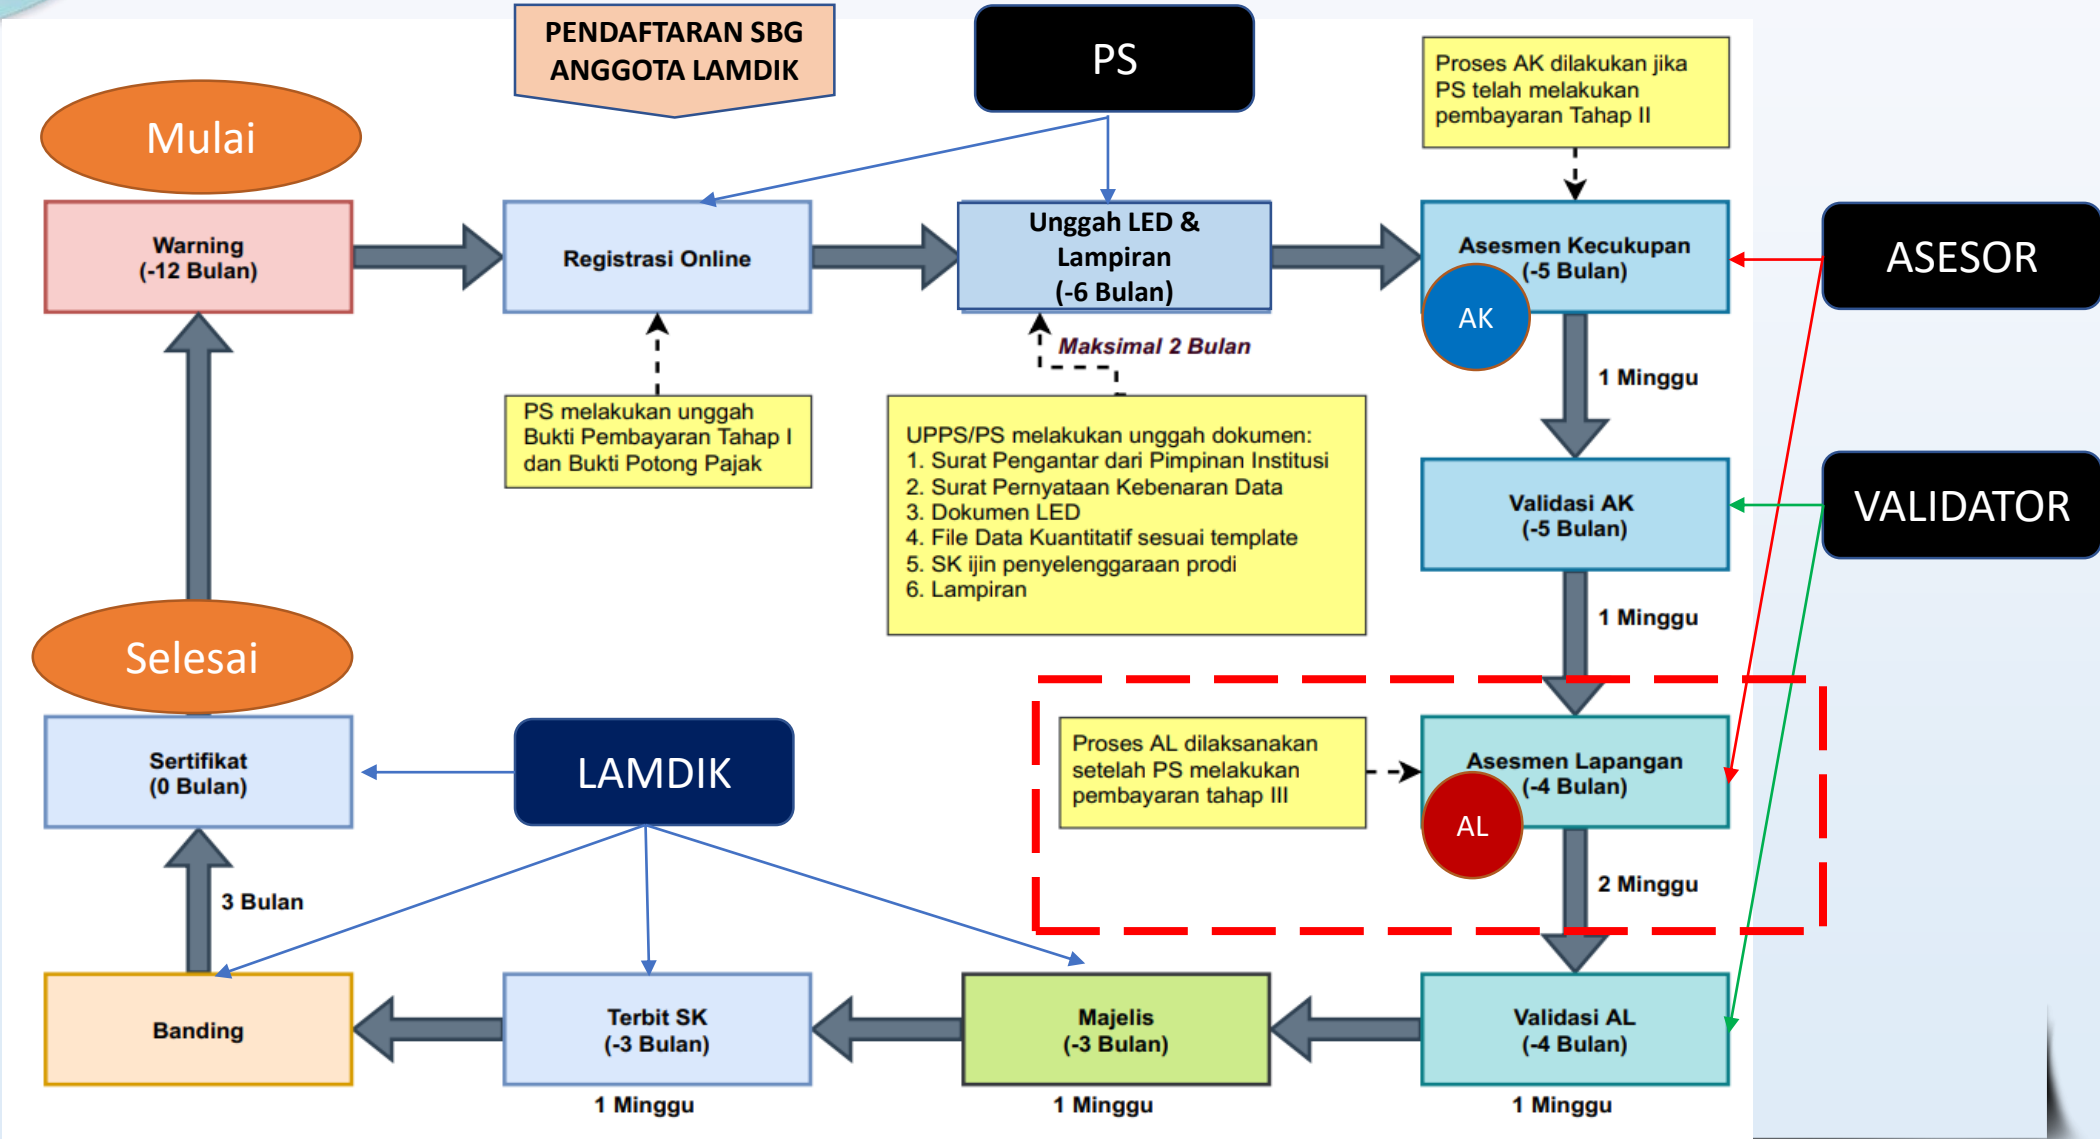 PENDAFTARAN SBG
ANGGOTA LAMDIK
PS
Proses AK dilakukan jika
PS telah melakukan
pembayaran Tahap II
Mulai
Warning
(-12 Bulan)
Registrasi Online
Unggah LED &
Lampiran
(-6 Bulan)
Asesmen Kecukupan
(-5 Bulan)
AK
ASESOR
Maksimal 2 Bulan
1 Minggu
PS melakukan unggah
Bukti Pembayaran Tahap I
dan Bukti Potong Pajak
UPPS/PS melakukan unggah dokumen:
1. Surat Pengantar dari Pimpinan Institusi
2. Surat Pernyataan Kebenaran Data
3. Dokumen LED
4. File Data Kuantitatif sesuai template
5. SK ijin penyelenggaraan prodi
6. Lampiran
Validasi AK
(-5 Bulan)
VALIDATOR
1 Minggu
Selesai
Sertifikat
(0 Bulan)
LAMDIK
Proses AL dilaksanakan
setelah PS melakukan
pembayaran tahap III
Asesmen Lapangan
(-4 Bulan)
AL
2 Minggu
3 Bulan
Banding
Terbit SK
(-3 Bulan)
Majelis
(-3 Bulan)
Validasi AL
(-4 Bulan)
1 Minggu
1 Minggu
1 Minggu